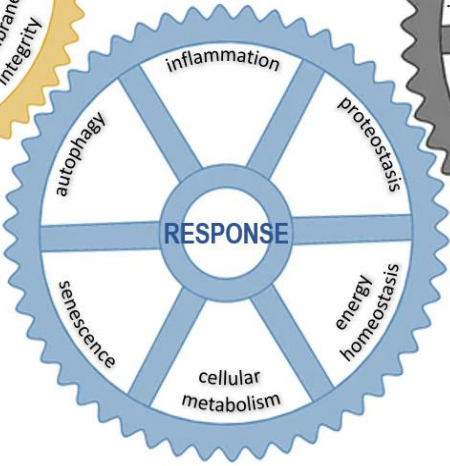 integrity
inflammation
autophagy
proteostasis
RESPONSE
senescence
energy
homeostasis
cellular
metabolism